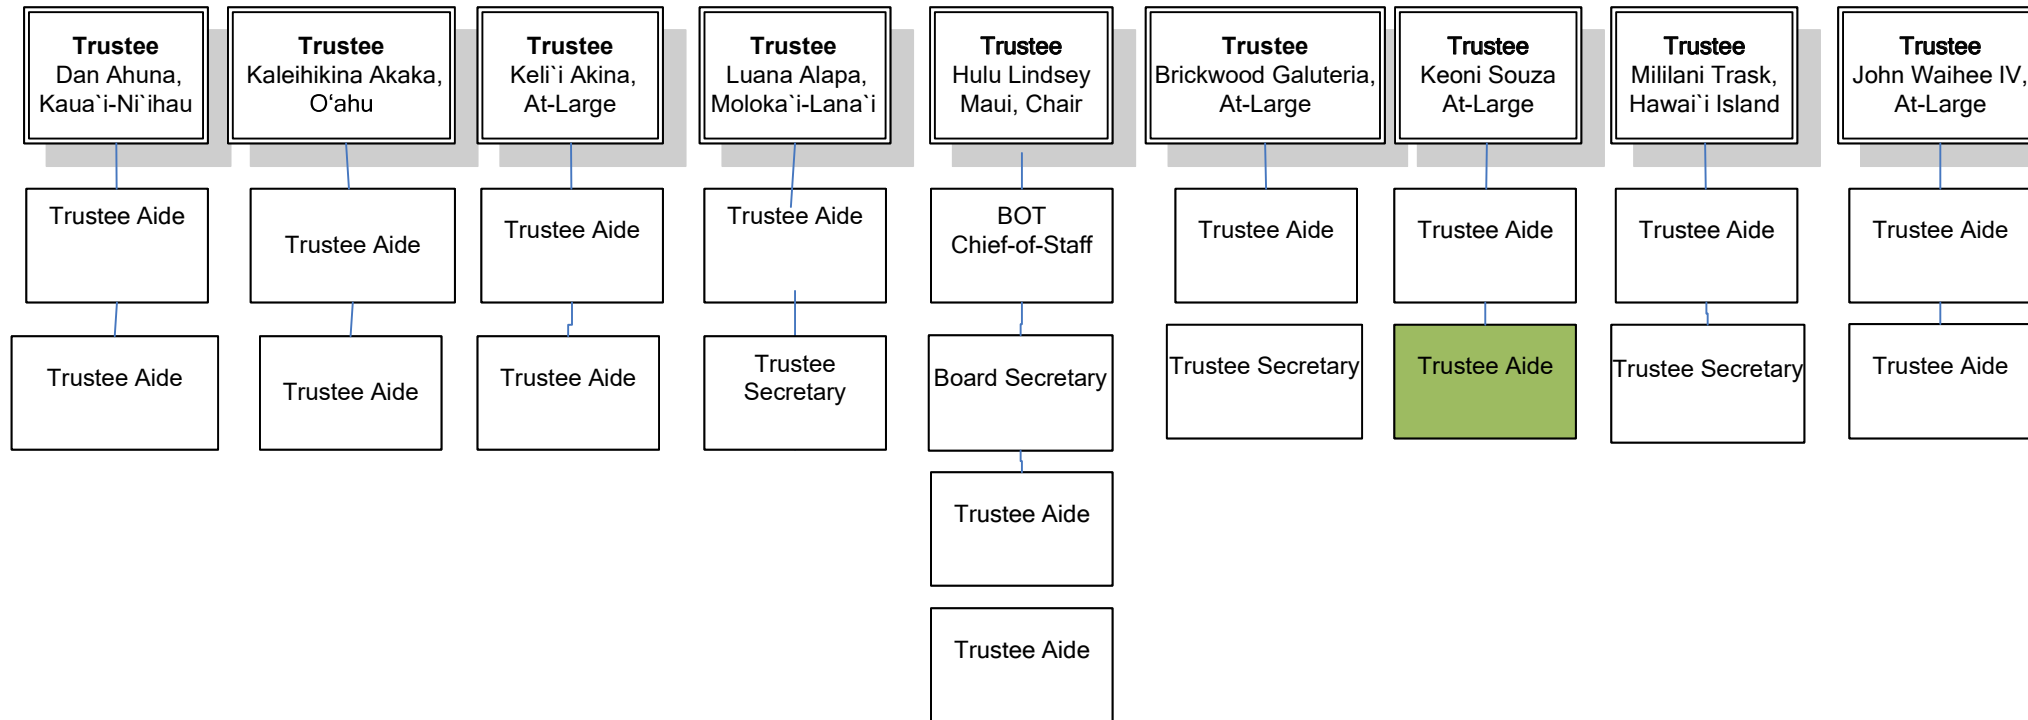 Trustee
Dan Ahuna,
Kaua`i-Ni`ihau
Trustee
Kaleihikina Akaka,
Oʻahu
Trustee
Keli`i Akina,
At-Large
Trustee
Luana Alapa,
Moloka`i-Lana`i
Trustee
Hulu Lindsey
Maui, Chair
Trustee
Brickwood Galuteria,
At-Large
Trustee
Keoni Souza
At-Large
Trustee
Mililani Trask,
Hawai`i Island
Trustee
John Waihee IV,
At-Large
Trustee Aide
Trustee Aide
Trustee Aide
Trustee Aide
BOT
Chief-of-Staff
Trustee Aide
Trustee Aide
Trustee Aide
Trustee Aide
Trustee Aide
Trustee Aide
Trustee Aide
Trustee
Secretary
Board Secretary
Trustee Secretary
Trustee Aide
Trustee Secretary
Trustee Aide
Trustee Aide
Trustee Aide